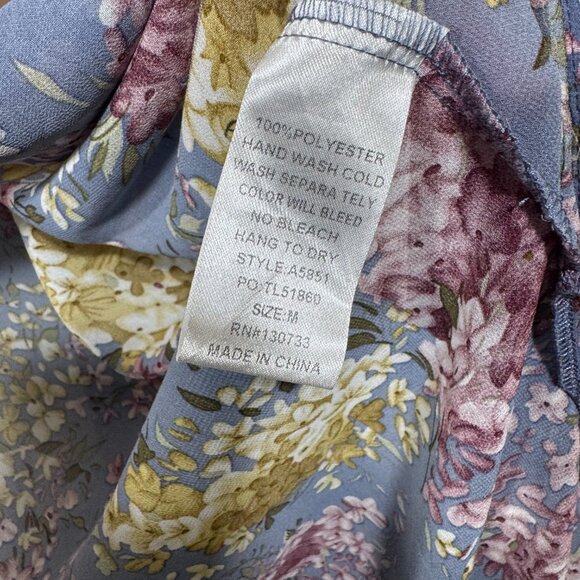 100%POLYESTER
HAND WASH COLD
WASH SEPARA TELY
COLOR WILL BLEED
NO BLEACH
HANG TO DRY
STYLE:A5851
PO:TL51860
SIZE:M
RN#130733
MADE IN CHINA